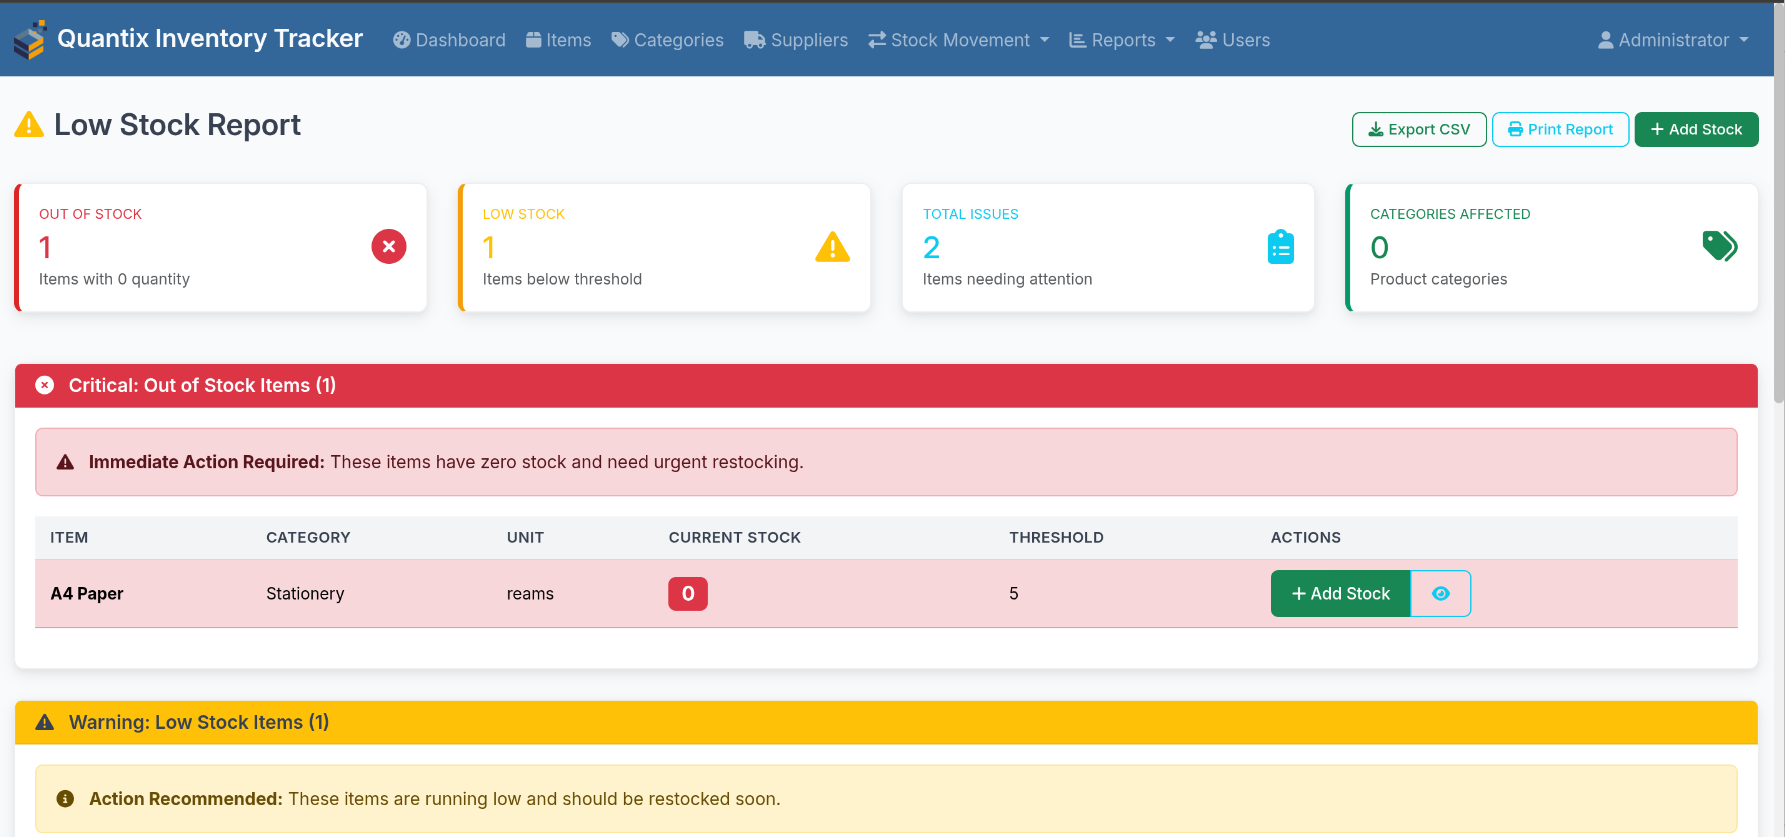 Quantix Inventory Tracker Dashboard Items Categories Suppliers Stock Movement Reports Users Administrator
Low Stock Report
Export CSV Print Report + Add Stock
OUT OF STOCK
1
Items with 0 quantity
LOW STOCK
1
Items below threshold
TOTAL ISSUES
2
Items needing attention
CATEGORIES AFFECTED
0
Product categories
Critical: Out of Stock Items (1)
Immediate Action Required: These items have zero stock and need urgent restocking.
ITEM CATEGORY UNIT CURRENT STOCK THRESHOLD ACTIONS
A4 Paper Stationery reams 0 5 + Add Stock
Warning: Low Stock Items (1)
Action Recommended: These items are running low and should be restocked soon.